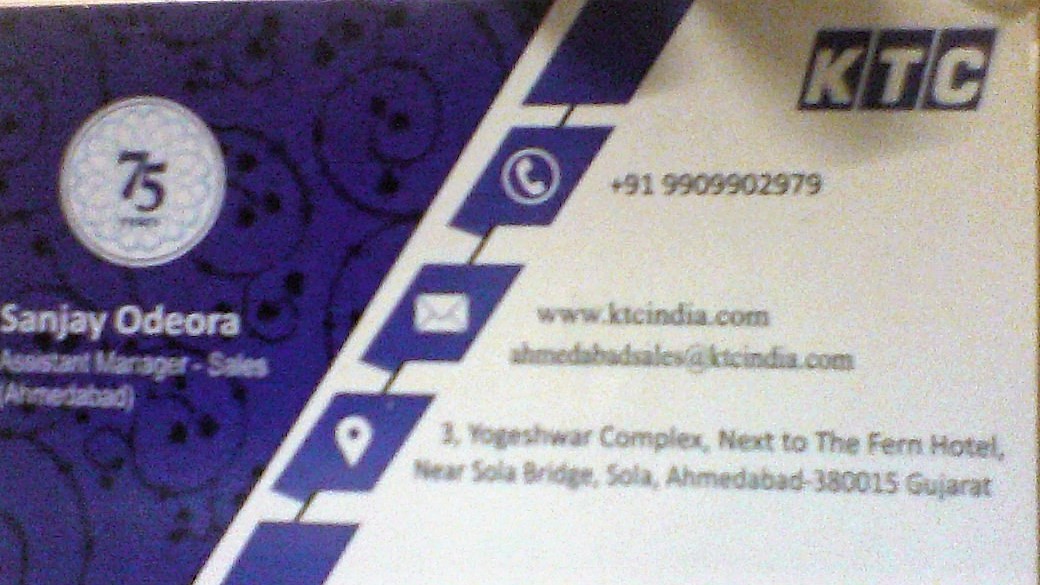 KTC
75
Sanjay Odeora
Assistant Manager - Sales
(Ahmedabad)
+91 9909902979
www.ktcindia.com
ahmedabadsales@ktcindia.com
3, Yogeshwar Complex, Next to The Fern Hotel,
Near Sola Bridge, Sola, Ahmedabad-380015 Gujarat